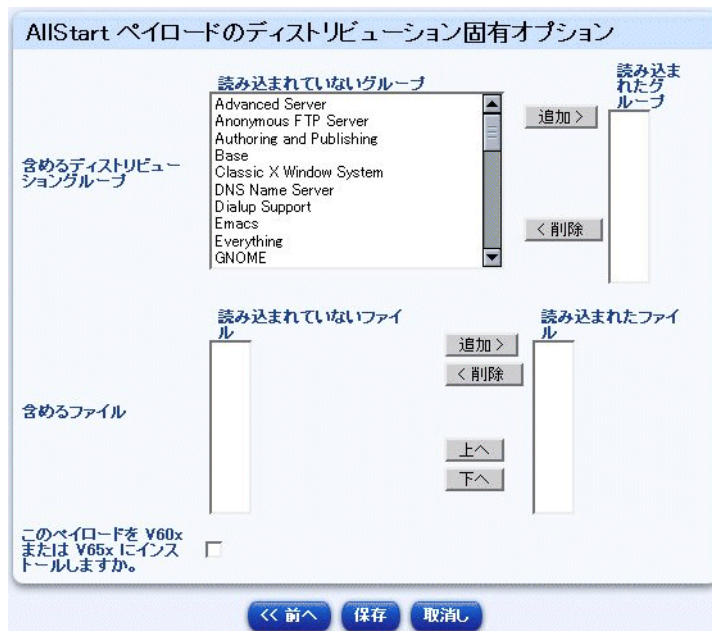 AllStart ペイロードのディストリビューション固有オプション
読み込まれていないグループ
読み込ま
れたグ
ループ
含めるディストリビュー
ショングループ
Advanced Server
Anonymous FTP Server
Authoring and Publishing
Base
Classic X Window System
DNS Name Server
Dialup Support
Emacs
Everything
GNOME
追加 >
< 削除
読み込まれていないファイ
ル
読み込まれたファイ
ル
含めるファイル
追加 >
< 削除
上へ
下へ
このペイロードを V60x
または V65x にインス
トールしますか。
<< 前へ
保存
取消し